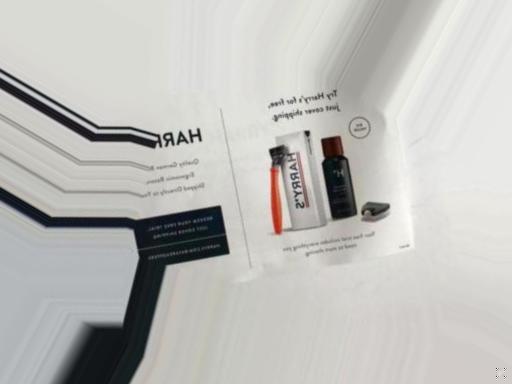 HARR
Quality German
Ergonomic Razors
Shipped Directly to You
REDEEM YOUR FREE TRIAL
JUST COVER SHIPPING
Try Harry's for free,
just cover shipping.
HARRY'S
H
Your free trial includes everything you
need to start shaving.